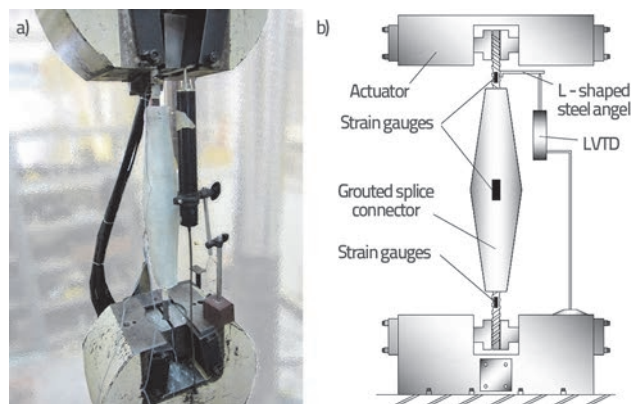 a)
b)
Actuator
L - shaped
steel angel
Strain gauges
LVTD
Grouted splice
connector
Strain gauges